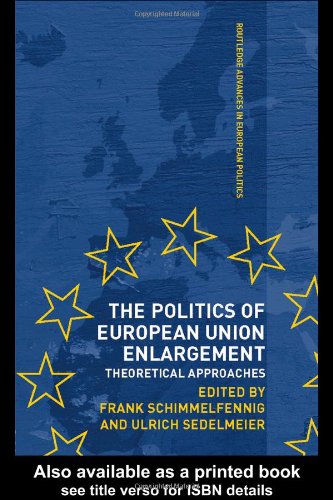 ROUTLEDGE ADVANCES IN EUROPEAN POLITICS
THE POLITICS OF
EUROPEAN UNION
ENLARGEMENT
THEORETICAL APPROACHES
EDITED BY
FRANK SCHIMMELFENNIG
AND ULRICH SEDELMEIER
Also available as a printed book
see title verso for ISBN details